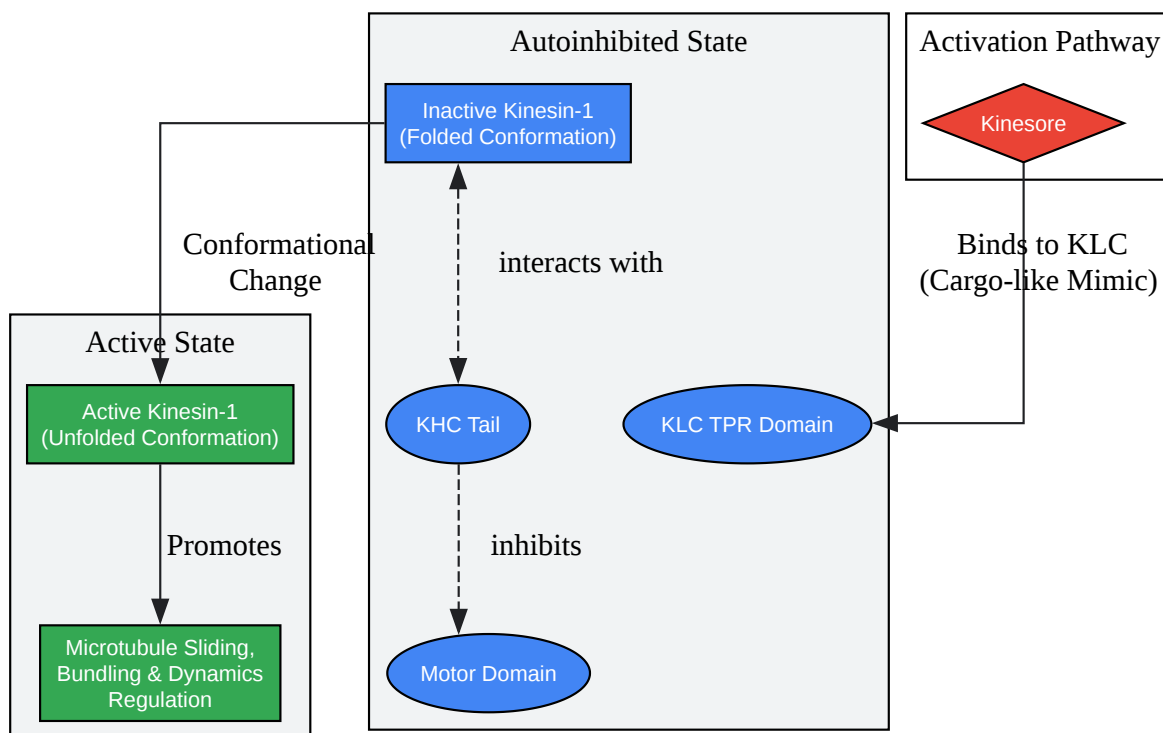 Autoinhibited State
Activation Pathway
Inactive Kinesin-1
(Folded Conformation)
Kinesore
Conformational
Change
interacts with
Binds to KLC
(Cargo-like Mimic)
Active State
Active Kinesin-1
(Unfolded Conformation)
KHC Tail
KLC TPR Domain
Promotes
inhibits
Microtubule Sliding,
Bundling & Dynamics
Regulation
Motor Domain